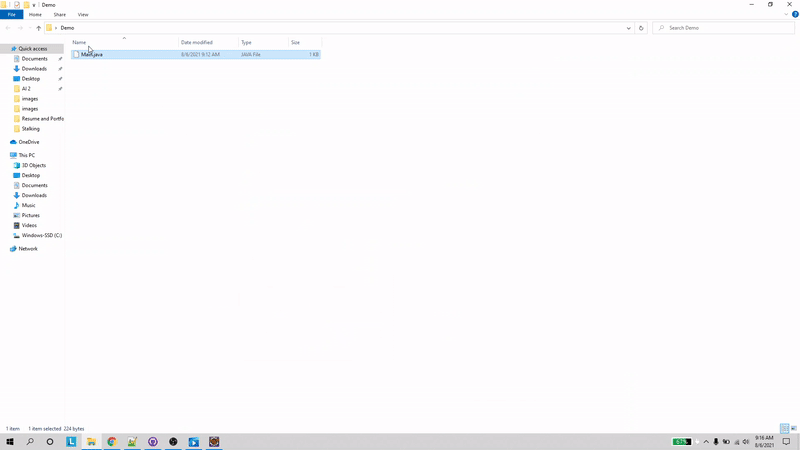 Demo
File Home Share View
Demo
Search Demo
Name Date modified Type Size
Main.java 8/6/2021 9:12 AM JAVA File 1 KB
Quick access
Documents
Downloads
Desktop
AI 2
images
images
Resume and Portfo
Stalking
OneDrive
This PC
3D Objects
Desktop
Documents
Downloads
Music
Pictures
Videos
Windows-SSD (C:)
Network
1 item 1 item selected 224 bytes
67%
9:16 AM
8/6/2021